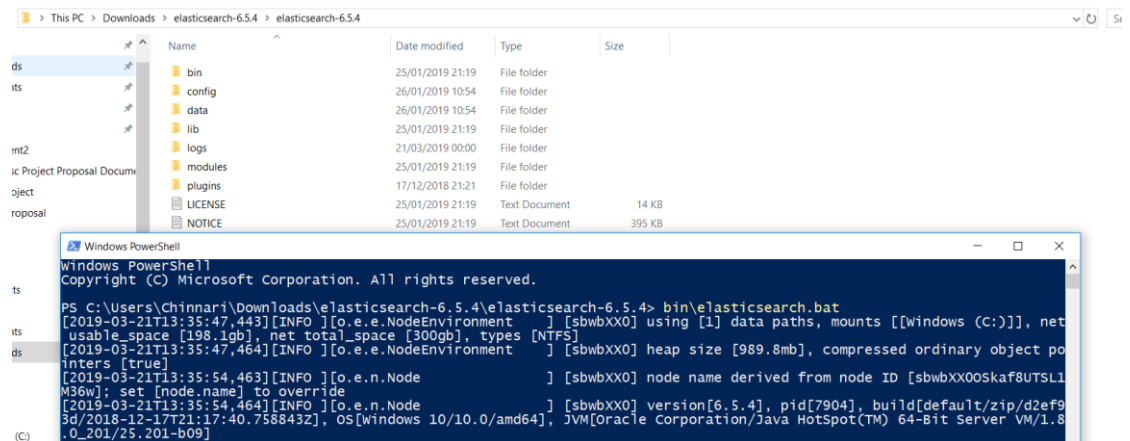 > This PC > Downloads > elasticsearch-6.5.4 > elasticsearch-6.5.4
Name Date modified Type Size
ds
bin 25/01/2019 21:19 File folder
nts
config 26/01/2019 10:54 File folder
data 26/01/2019 10:54 File folder
lib 25/01/2019 21:19 File folder
ent2
logs 21/03/2019 00:00 File folder
sc Project Proposal Docume
modules 25/01/2019 21:19 File folder
oject
plugins 17/12/2018 21:21 File folder
roposal
LICENSE 25/01/2019 21:19 Text Document 14 KB
NOTICE 25/01/2019 21:19 Text Document 395 KB
Windows PowerShell
Windows PowerShell
Copyright (C) Microsoft Corporation. All rights reserved.
ts
PS C:\Users\Chinnari\Downloads\elasticsearch-6.5.4\elasticsearch-6.5.4> bin\elasticsearch.bat
[2019-03-21T13:35:47,443][INFO ][o.e.e.NodeEnvironment ] [sbwbXXO] using [1] data paths, mounts [[Windows (C:)]], net
usable_space [198.1gb], net total_space [300gb], types [NTFS]
nts
[2019-03-21T13:35:47,464][INFO ][o.e.e.NodeEnvironment ] [sbwbXXO] heap size [989.8mb], compressed ordinary object po
ds
inters [true]
[2019-03-21T13:35:54,463][INFO ][o.e.n.Node ] [sbwbXXO] node name derived from node ID [sbwbXXOOSkaf8UTSL1
M36w]; set [node.name] to override
[2019-03-21T13:35:54,464][INFO ][o.e.n.Node ] [sbwbXXO] version[6.5.4], pid[7904], build[default/zip/d2ef9
3d/2018-12-17T21:17:40.758843Z], OS[Windows 10/10.0/amd64], JVM[Oracle Corporation/Java HotSpot(TM) 64-Bit Server VM/1.8
.0_201/25.201-b09]
(C:)